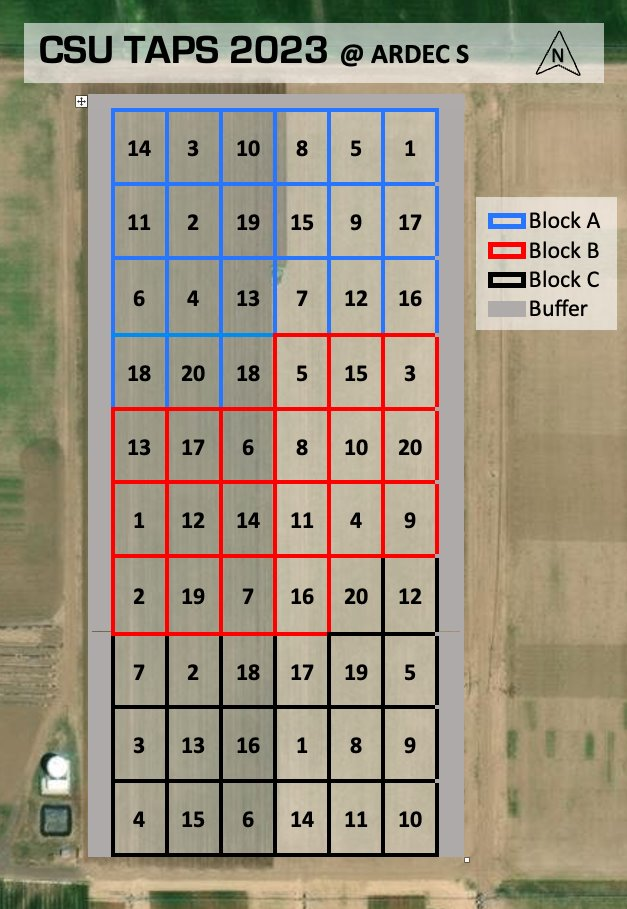 CSU TAPS 2023 @ ARDEC S
N
14 3 10 8 5 1
11 2 19 15 9 17
6 4 13 7 12 16
18 20 18 5 15 3
13 17 6 8 10 20
1 12 14 11 4 9
2 19 7 16 20 12
7 2 18 17 19 5
3 13 16 1 8 9
4 15 6 14 11 10
Block A
Block B
Block C
Buffer